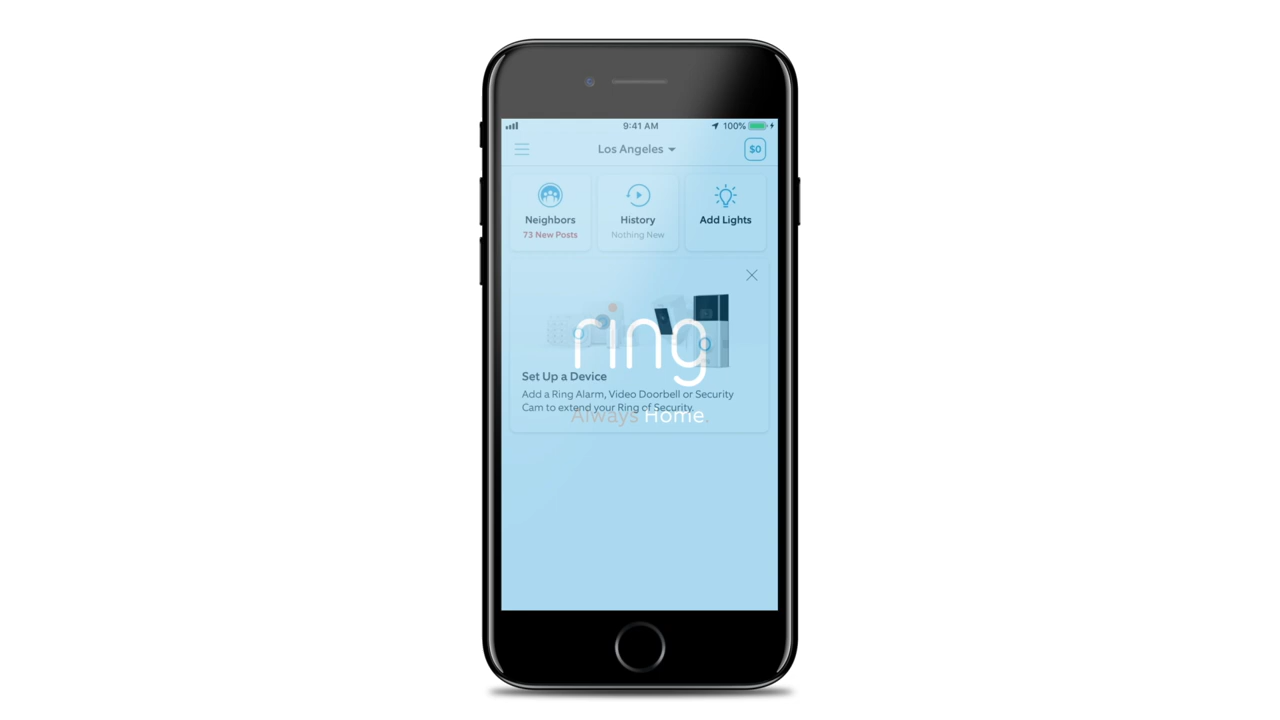 9:41 AM
100%
Los Angeles
$0
Neighbors
73 New Posts
History
Nothing New
Add Lights
ring
Set Up a Device
Add a Ring Alarm, Video Doorbell or Security
Cam to extend your Ring of Security.
Always Home.